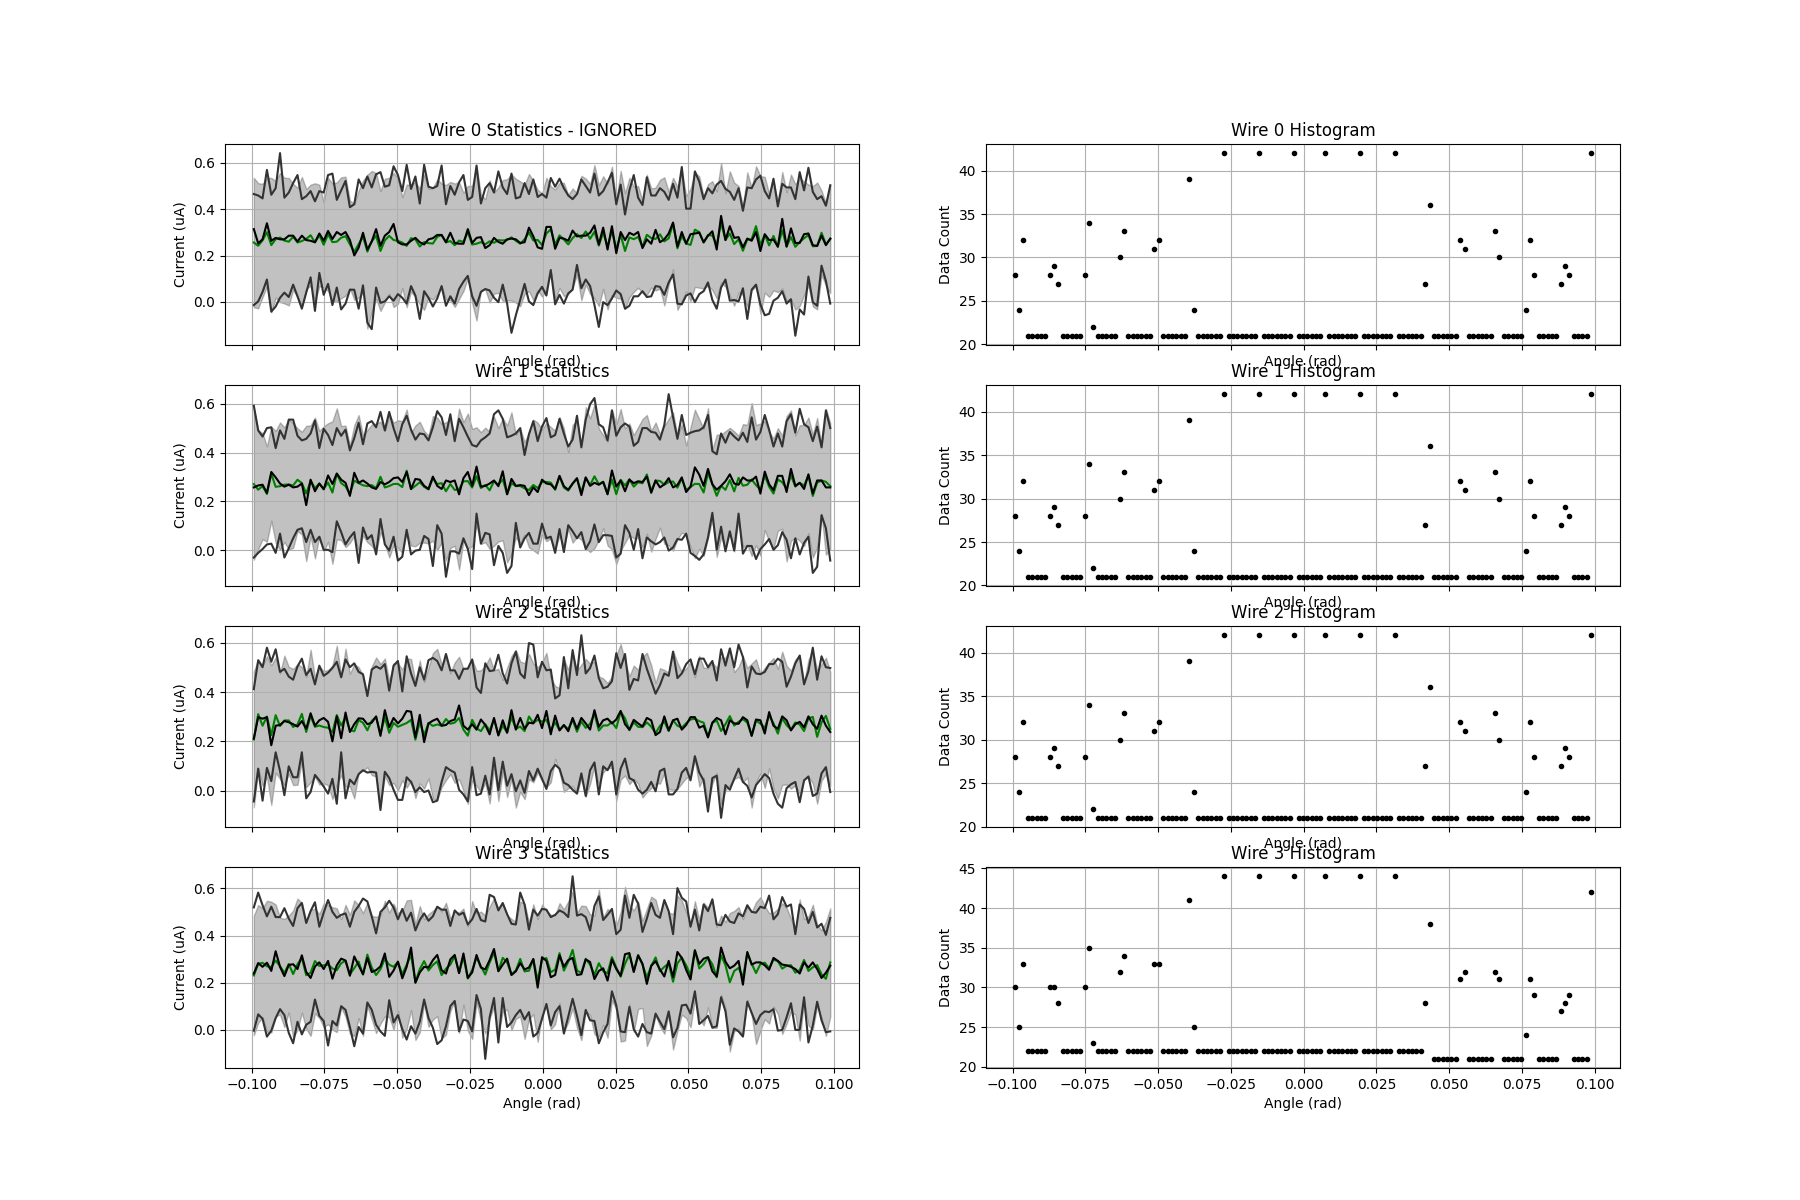 Wire 0 Statistics - IGNORED
Current (uA)
0.6
0.4
0.2
0.0
Angle (rad)
Wire 0 Histogram
Data Count
40
35
30
25
20
Angle (rad)
Wire 1 Statistics
Current (uA)
0.6
0.4
0.2
0.0
Angle (rad)
Wire 1 Histogram
Data Count
40
35
30
25
20
Angle (rad)
Wire 2 Statistics
Current (uA)
0.6
0.4
0.2
0.0
Angle (rad)
Wire 2 Histogram
Data Count
40
35
30
25
20
Angle (rad)
Wire 3 Statistics
Current (uA)
0.6
0.4
0.2
0.0
−0.100 −0.075 −0.050 −0.025 0.000 0.025 0.050 0.075 0.100
Angle (rad)
Wire 3 Histogram
Data Count
45
40
35
30
25
20
−0.100 −0.075 −0.050 −0.025 0.000 0.025 0.050 0.075 0.100
Angle (rad)